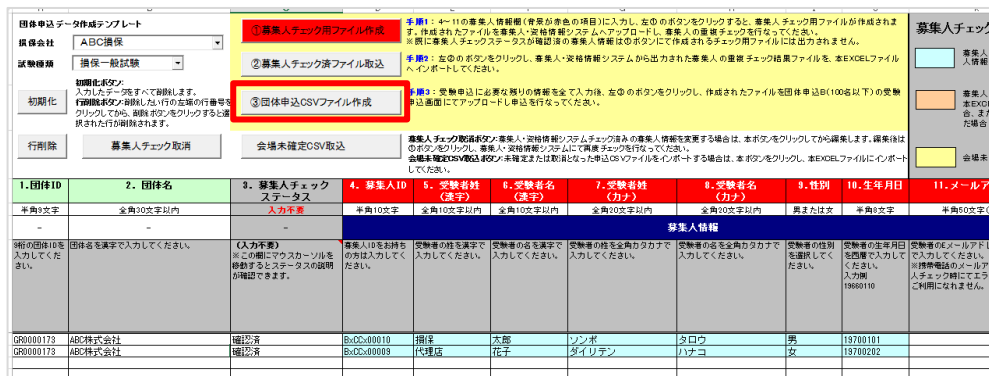 団体申込データ作成テンプレート
損保会社
ABC損保
試験種類
損保一般試験
初期化ボタン:
入力したデータをすべて削除します。
行削除ボタン:削除したい行の左端の行番号を
クリックしてから、削除ボタンをクリックすると選
択された行が削除されます。
初期化
行削除
募集人チェック取消
①募集人チェック用ファイル作成
②募集人チェック済ファイル取込
③団体申込CSVファイル作成
会場未確定CSV取込
手順1:4~11の募集人情報欄(背景が赤色の項目)に入力し、左①のボタンをクリックすると、募集人チェック用ファイルが作成されま
す。作成されたファイルを募集人・資格情報システムへアップロードし、募集人の重複チェックを行なってください。
※既に募集人チェックステータスが確認済の募集人情報は①ボタンにて作成されるチェック用ファイルには出力されません。
手順2:左②のボタンをクリックし、募集人・資格情報システムから出力された募集人の重複チェック結果ファイルを、本EXCELファイル
へインポートしてください。
手順3:受験申込に必要な残りの情報を全て入力後、左③のボタンをクリックし、作成されたファイルを団体申込B(100名以下)の受験
申込画面にてアップロードし申込を行なってください。
募集人チェック取消ボタン:募集人・資格情報システムチェック済みの募集人情報を変更する場合は、本ボタンをクリックしてから編集します。編集後は
①ボタンをクリックし、募集人・資格情報システムにて再度チェックを行なってください。
会場未確定CSV取込ボタン:未確定または取消となった申込CSVファイルをインポートする場合は、本ボタンをクリックし、本EXCELファイルにインポート
してください。
募集人チェック
募集人
人情報
募集人
本EXC
合、また
だ場合
会場未
1.団体ID 2. 団体名 3. 募集人チェック
ステータス 4. 募集人ID 5. 受験者姓
(漢字) 6.受験者名
(漢字) 7.受験者姓
(カナ) 8.受験者名
(カナ) 9.性別 10.生年月日 11.メールア
半角9文字 全角30文字以内 入力不要 半角10文字 全角10文字以内 全角10文字以内 全角20文字以内 全角20文字以内 男または女 半角8文字 半角50文字(
- - - 募集人情報
9桁の団体IDを
入力してくだ
さい。
団体名を漢字で入力してください。
(入力不要)
※この欄にマウスカーソルを
移動するとステータスの説明
が確認できます。
募集人IDをお持ち
の方は入力してく
ださい。
受験者の姓を漢字で
入力してください。
受験者の名を漢字で
入力してください。
受験者の姓を全角カタカナで
入力してください。
受験者の名を全角カタカナで
入力してください。
受験者の性別
を選択してく
ださい。
受験者の生年月日
を西暦で入力して
ください。
入力例
19660110
受験者のEメールアドレ
で入力してください。
※携帯電話のメールア
人チェック時にてエラ
ご利用になれません。
GR0000173 ABC株式会社 確認済 BxCCx00010 損保 太郎 ソンポ タロウ 男 19700101
GR0000173 ABC株式会社 確認済 BxCCx00009 代理店 花子 ダイリテン ハナコ 女 19700202